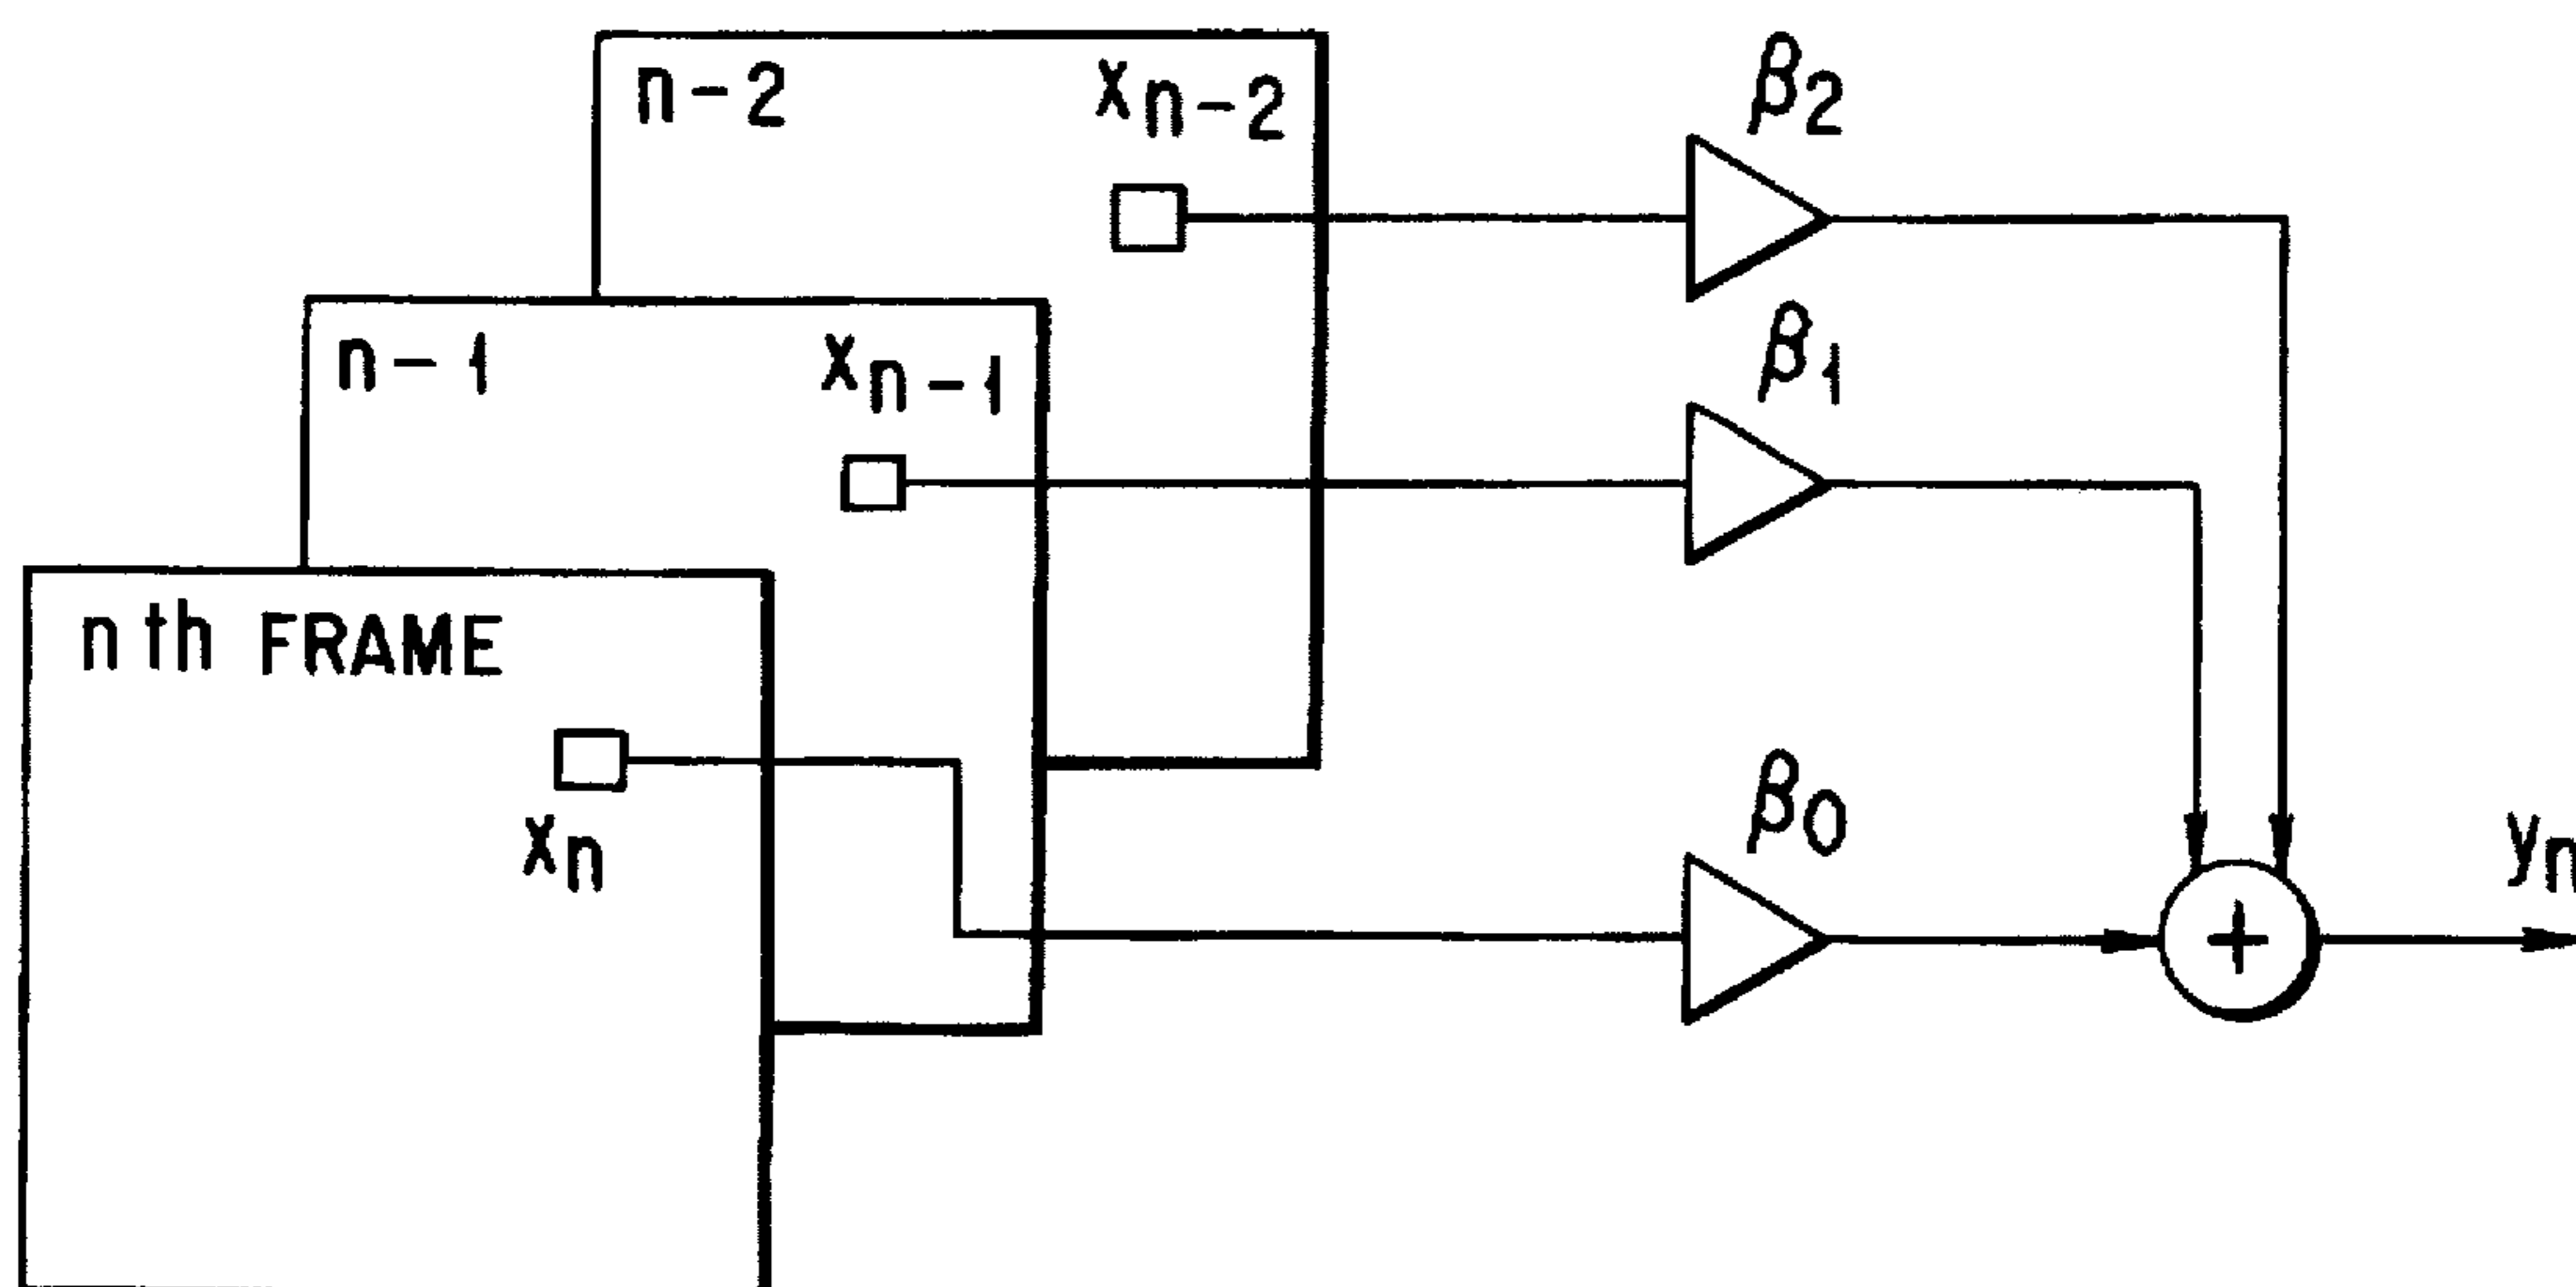 n-2
xn-2
β2
n-1
xn-1
β1
nth FRAME
xn
β0
+
yn